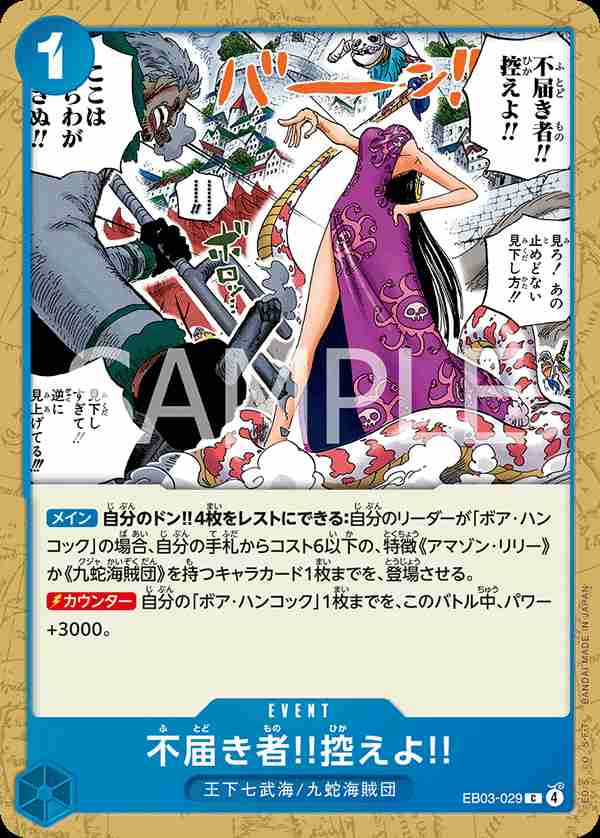 1
バーン!!
不届き者!!
控えよ!!
ここは
らわが
さぬ!!
………
………!!
ボロッ…
見ろ!あの
止めどない
見下し方!!
見下し
すぎて!!
逆に
見上げてる!!!
SAMPLE
メイン 自分のドン!!4枚をレストにできる:自分のリーダーが「ボア・ハン
コック」の場合、自分の手札からコスト6以下の、特徴《アマゾン・リリー》
か《九蛇海賊団》を持つキャラカード1枚までを、登場させる。
カウンター 自分の「ボア・ハンコック」1枚までを、このバトル中、パワー
+3000。
EVENT
不届き者!!控えよ!!
王下七武海/九蛇海賊団
EB03-029 C 4
BANDAI MADE IN JAPAN